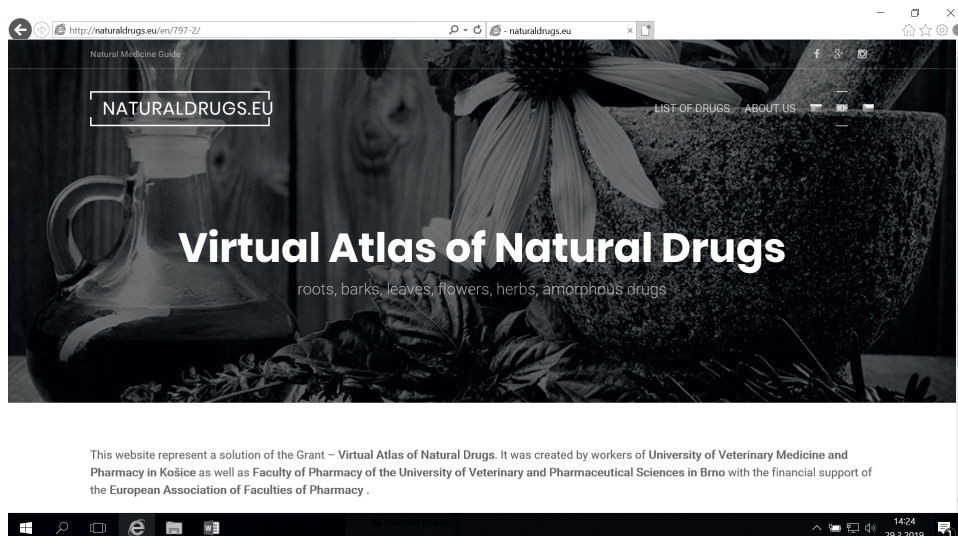 http://naturaldrugs.eu/en/797-2/
- naturaldrugs.eu
Natural Medicine Guide
NATURALDRUGS.EU
LIST OF DRUGS ABOUT US
Virtual Atlas of Natural Drugs
roots, barks, leaves, flowers, herbs, amorphous drugs
This website represent a solution of the Grant – Virtual Atlas of Natural Drugs. It was created by workers of University of Veterinary Medicine and
Pharmacy in Košice as well as Faculty of Pharmacy of the University of Veterinary and Pharmaceutical Sciences in Brno with the financial support of
the European Association of Faculties of Pharmacy .
14:24
29.3.2019